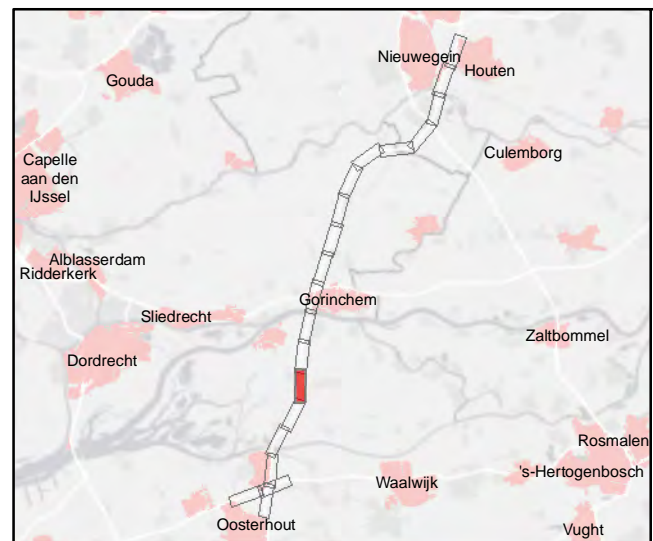 Nieuwegein
Houten
Gouda
Culemborg
Capelle
aan den
IJssel
Alblasserdam
Ridderkerk
Gorinchem
Sliedrecht
Zaltbommel
Dordrecht
Rosmalen
's-Hertogenbosch
Waalwijk
Oosterhout
Vught